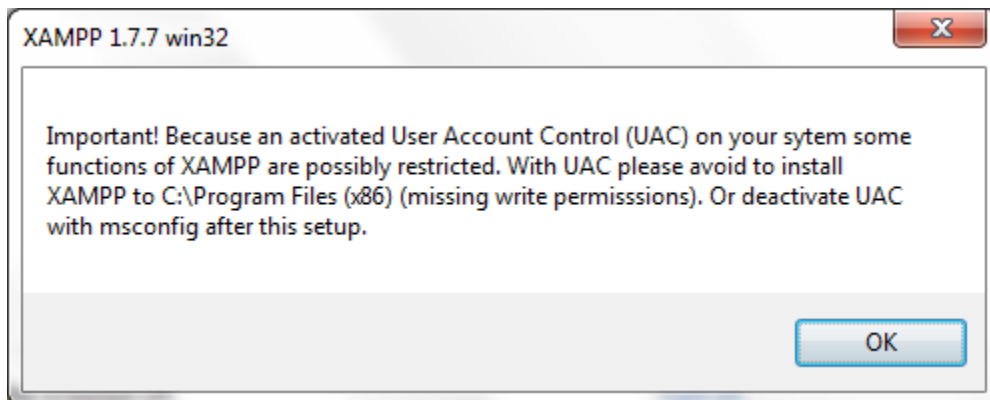 XAMPP 1.7.7 win32
Important! Because an activated User Account Control (UAC) on your sytem some
functions of XAMPP are possibly restricted. With UAC please avoid to install
XAMPP to C:\Program Files (x86) (missing write permisssions). Or deactivate UAC
with msconfig after this setup.
OK